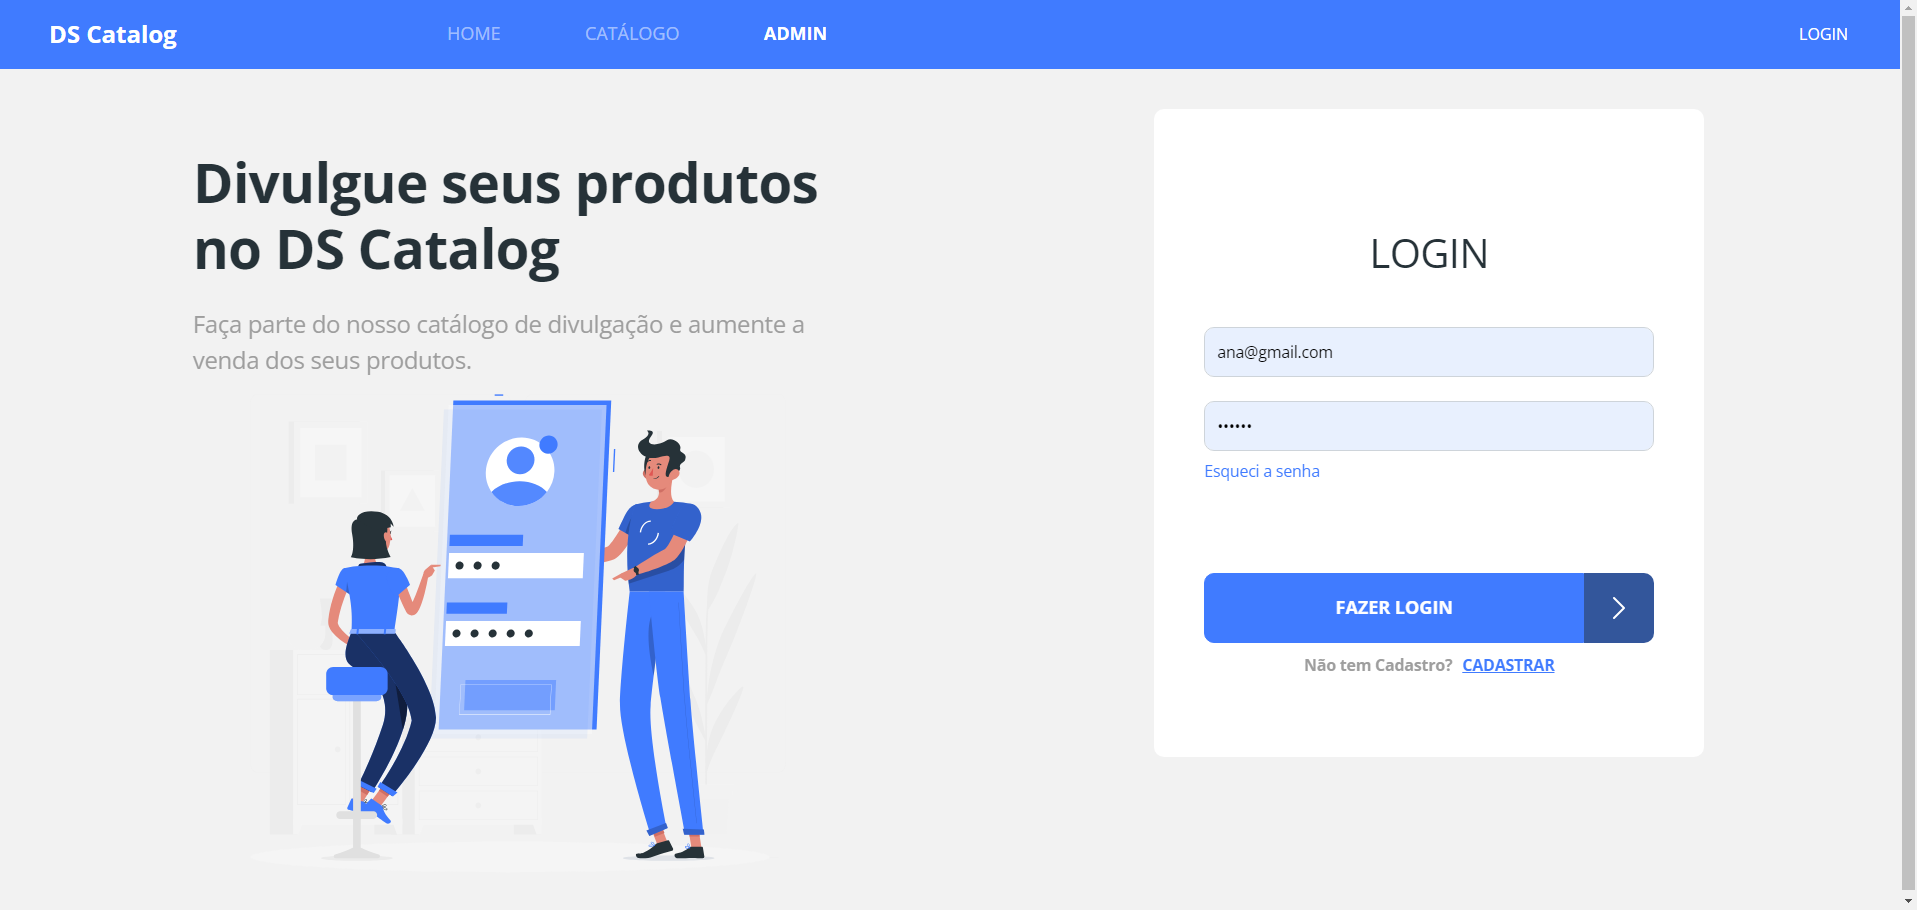 DS Catalog
HOME
CATÁLOGO
ADMIN
LOGIN
Divulgue seus produtos
no DS Catalog
Faça parte do nosso catálogo de divulgação e aumente a
venda dos seus produtos.
LOGIN
ana@gmail.com
••••••
Esqueci a senha
FAZER LOGIN
Não tem Cadastro? CADASTRAR